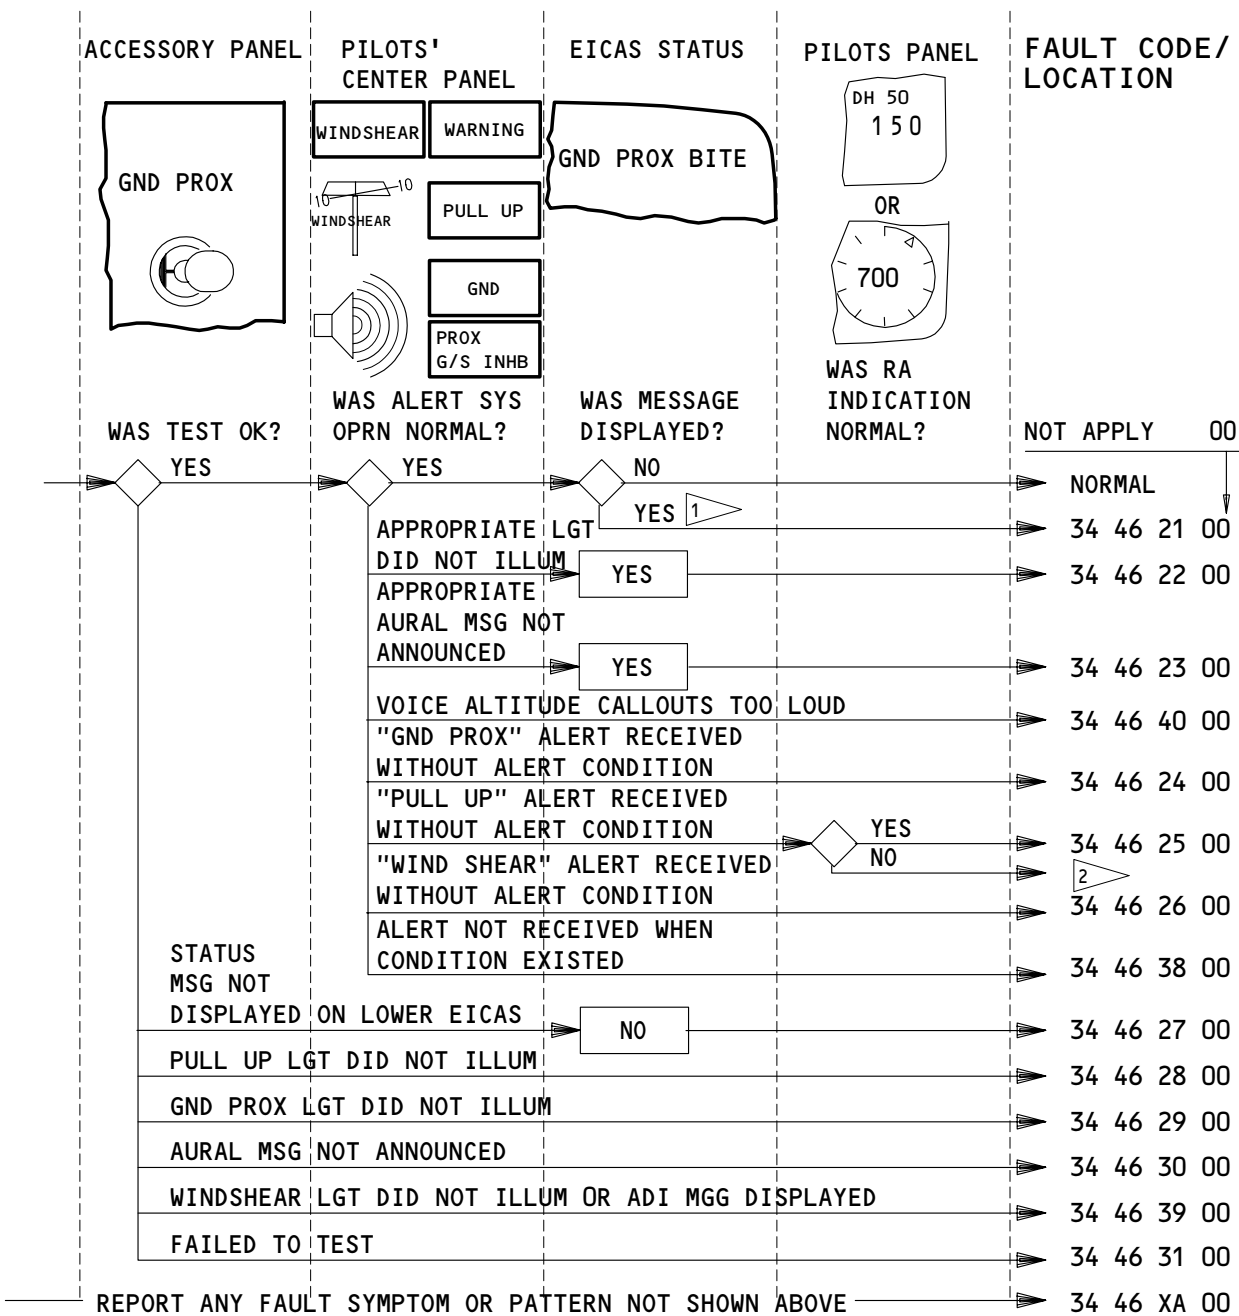 ACCESSORY PANEL
PILOTS'
CENTER PANEL
EICAS STATUS
PILOTS PANEL
FAULT CODE/
LOCATION
GND PROX
WINDSHEAR
WARNING
10
10
WINDSHEAR
PULL UP
GND
PROX
G/S INHB
GND PROX BITE
DH 50
150
OR
700
WAS TEST OK?
WAS ALERT SYS
OPRN NORMAL?
WAS MESSAGE
DISPLAYED?
WAS RA
INDICATION
NORMAL?
NOT APPLY 00
YES
YES
NO
NORMAL
YES 1
34 46 21 00
APPROPRIATE LGT
DID NOT ILLUM
YES
34 46 22 00
APPROPRIATE
AURAL MSG NOT
ANNOUNCED
YES
34 46 23 00
VOICE ALTITUDE CALLOUTS TOO LOUD
34 46 40 00
"GND PROX" ALERT RECEIVED
WITHOUT ALERT CONDITION
34 46 24 00
"PULL UP" ALERT RECEIVED
WITHOUT ALERT CONDITION
YES
34 46 25 00
NO
2
"WIND SHEAR" ALERT RECEIVED
WITHOUT ALERT CONDITION
34 46 26 00
ALERT NOT RECEIVED WHEN
CONDITION EXISTED
34 46 38 00
STATUS
MSG NOT
DISPLAYED ON LOWER EICAS
NO
34 46 27 00
PULL UP LGT DID NOT ILLUM
34 46 28 00
GND PROX LGT DID NOT ILLUM
34 46 29 00
AURAL MSG NOT ANNOUNCED
34 46 30 00
WINDSHEAR LGT DID NOT ILLUM OR ADI MGG DISPLAYED
34 46 39 00
FAILED TO TEST
34 46 31 00
REPORT ANY FAULT SYMPTOM OR PATTERN NOT SHOWN ABOVE
34 46 XA 00